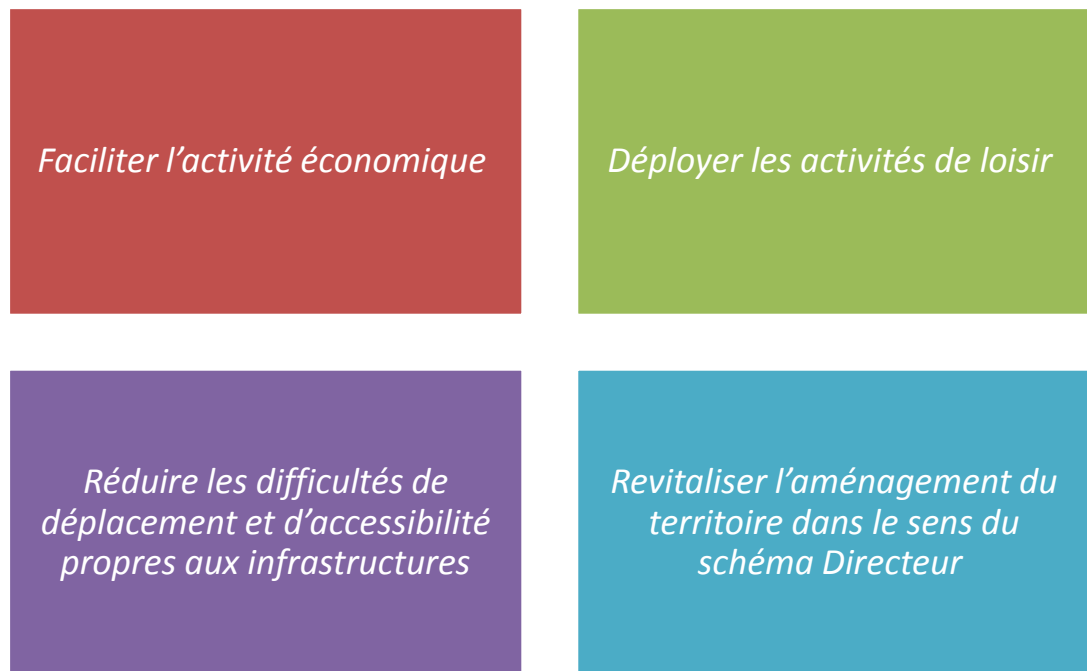 Faciliter l’activité économique
Déployer les activités de loisir
Réduire les difficultés de
déplacement et d’accessibilité
propres aux infrastructures
Revitaliser l’aménagement du
territoire dans le sens du
schéma Directeur